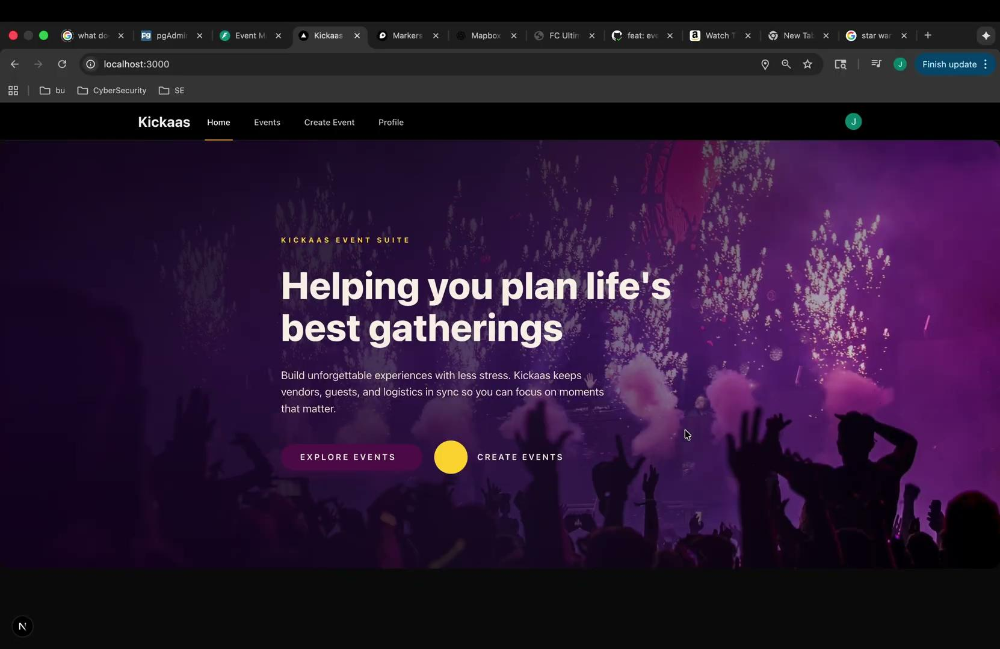 what do
pgAdmi
Event M
Kickaas
Markers
Mapbox
FC Ultim
feat: eve
Watch T
New Tab
star war
localhost:3000
J
Finish update
bu
CyberSecurity
SE
Kickaas
Home
Events
Create Event
Profile
J
KICKAAS EVENT SUITE
Helping you plan life's
best gatherings
Build unforgettable experiences with less stress. Kickaas keeps
vendors, guests, and logistics in sync so you can focus on moments
that matter.
EXPLORE EVENTS
CREATE EVENTS
N